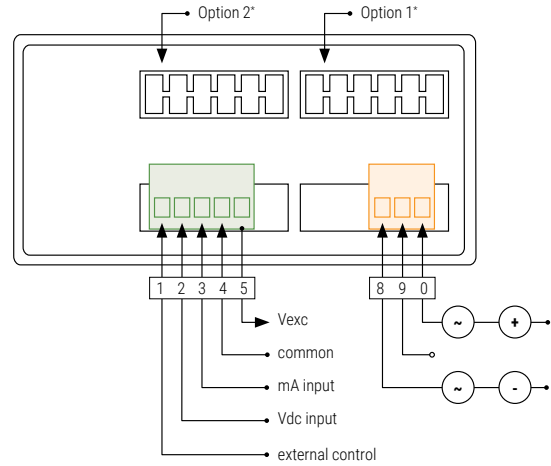 Option 2* Option 1*
1 2 3 4 5 8 9 0
~ +
Vexc
common
mA input
~ -
Vdc input
external control